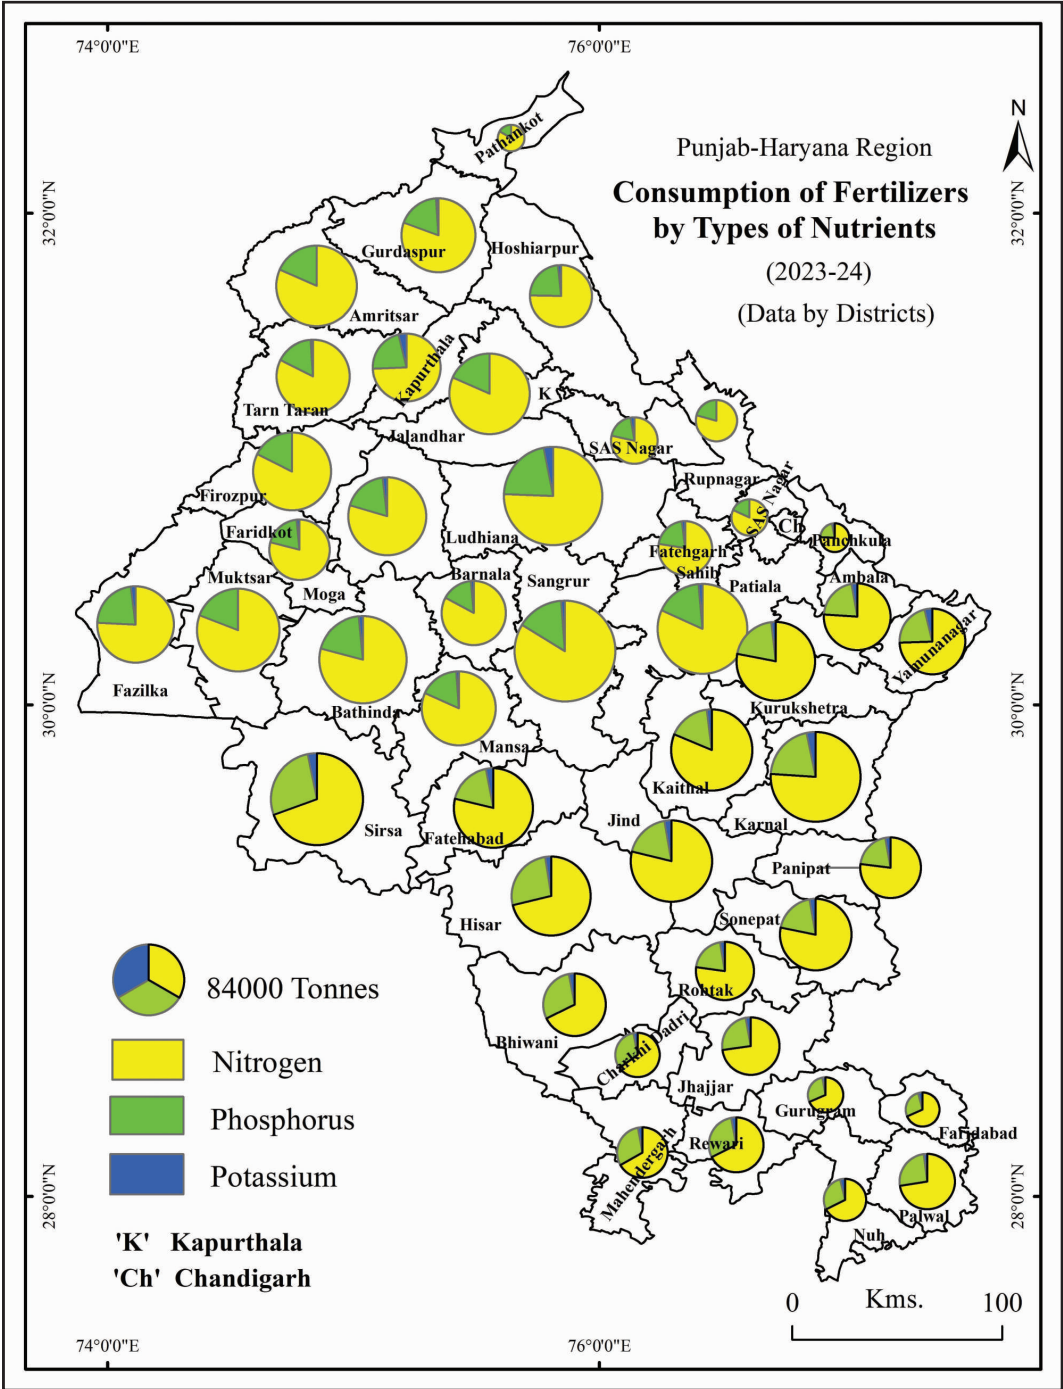 74°0'0"E
76°0'0"E
N
Punjab-Haryana Region
Consumption of Fertilizers
by Types of Nutrients
(2023-24)
(Data by Districts)
32°0'0"N
32°0'0"N
Pathankot
Gurdaspur
Hoshiarpur
Amritsar
Kapurthala
K
Tarn Taran
Jalandhar
SAS Nagar
Rupnagar
SAS Nagar
Ch
Panchkula
Firozpur
Faridkot
Ludhiana
Fatehgarh
Sahib
Muktsar
Moga
Barnala
Sangrur
Patiala
Ambala
Yamunanagar
Fazilka
Bathinda
Mansa
Kurukshetra
30°0'0"N
30°0'0"N
Sirsa
Fatehabad
Kaithal
Jind
Karnal
Panipat
Hisar
Sonepat
Rohtak
Bhiwani
Charkhi Dadri
Jhajjar
Gurugram
Faridabad
Rewari
Mahendergarh
Palwal
Nuh
84000 Tonnes
Nitrogen
Phosphorus
Potassium
28°0'0"N
28°0'0"N
'K' Kapurthala
'Ch' Chandigarh
0 Kms. 100
74°0'0"E
76°0'0"E